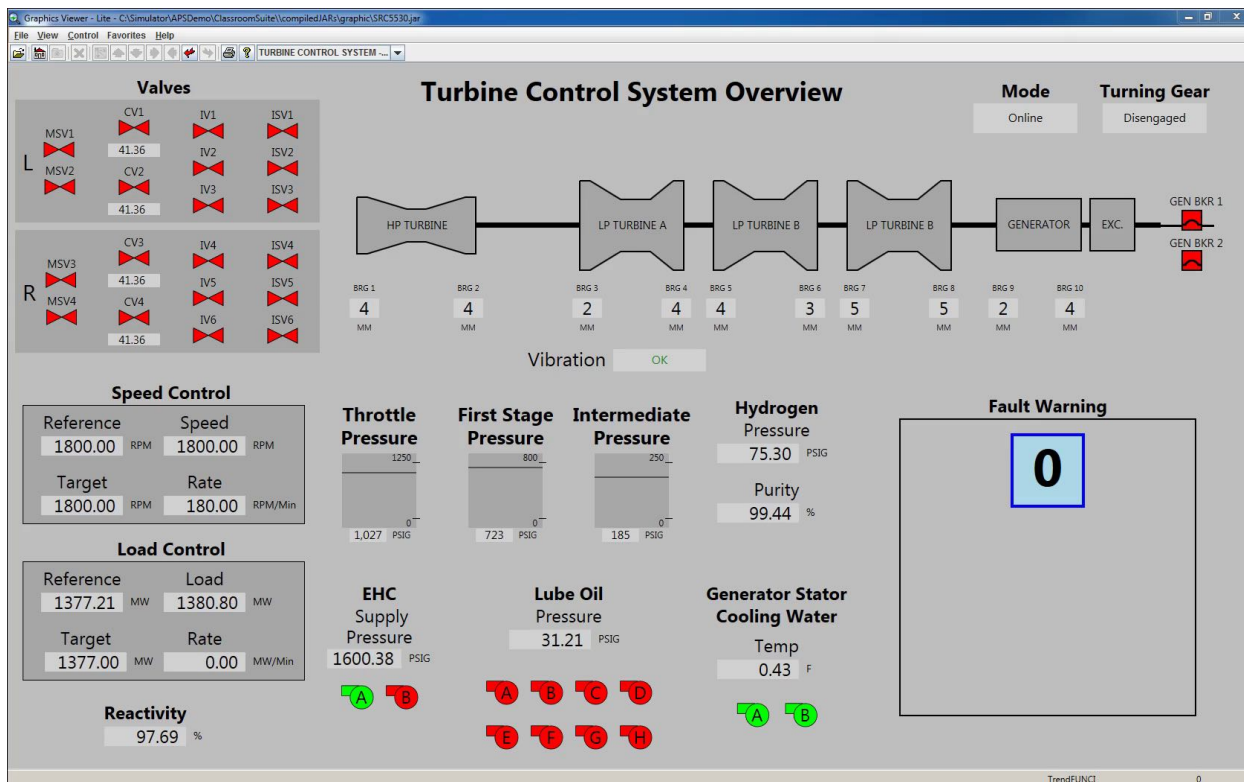 Graphics Viewer - Lite - C:\Simulator\APSDemo\ClassroomSuite\\compiledJARs\graphic\SRC5530.jar
File View Control Favorites Help
TURBINE CONTROL SYSTEM -...
Turbine Control System Overview
Mode
Online
Turning Gear
Disengaged
Valves
L
MSV1
MSV2
CV1
41.36
CV2
41.36
IV1
IV2
IV3
ISV1
ISV2
ISV3
R
MSV3
MSV4
CV3
41.36
CV4
41.36
IV4
IV5
IV6
ISV4
ISV5
ISV6
HP TURBINE
LP TURBINE A
LP TURBINE B
LP TURBINE B
GENERATOR
EXC.
GEN BKR 1
GEN BKR 2
BRG 1
4
MM
BRG 2
4
MM
BRG 3
2
MM
BRG 4
4
MM
BRG 5
4
MM
BRG 6
3
MM
BRG 7
5
MM
BRG 8
5
MM
BRG 9
2
MM
BRG 10
4
MM
Vibration OK
Speed Control
Reference Speed
1800.00 RPM 1800.00 RPM
Target Rate
1800.00 RPM 180.00 RPM/Min
Load Control
Reference Load
1377.21 MW 1380.80 MW
Target Rate
1377.00 MW 0.00 MW/Min
Reactivity
97.69 %
Throttle
Pressure
1250
0
1,027 PSIG
First Stage
Pressure
800
0
723 PSIG
Intermediate
Pressure
250
0
185 PSIG
Hydrogen
Pressure
75.30 PSIG
Purity
99.44 %
EHC
Supply
Pressure
1600.38 PSIG
A B
Lube Oil
Pressure
31.21 PSIG
A B C D
E F G H
Generator Stator
Cooling Water
Temp
0.43 F
A B
Fault Warning
0
TrendFUNCI 0